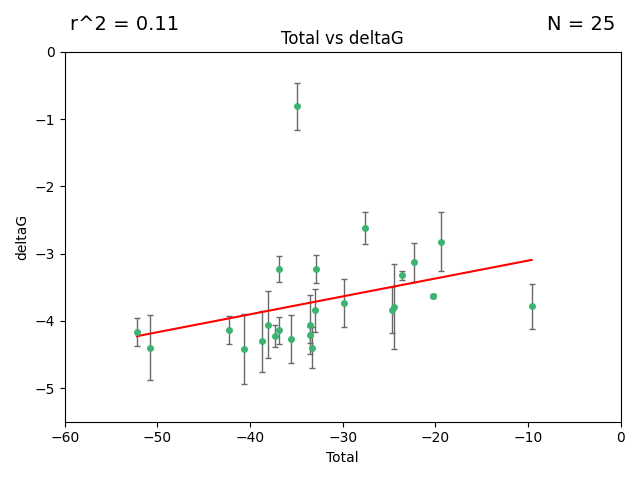 r^2 = 0.11
N = 25
Total vs deltaG
0
−1
−2
−3
−4
−5
deltaG
−60
−50
−40
−30
−20
−10
0
Total